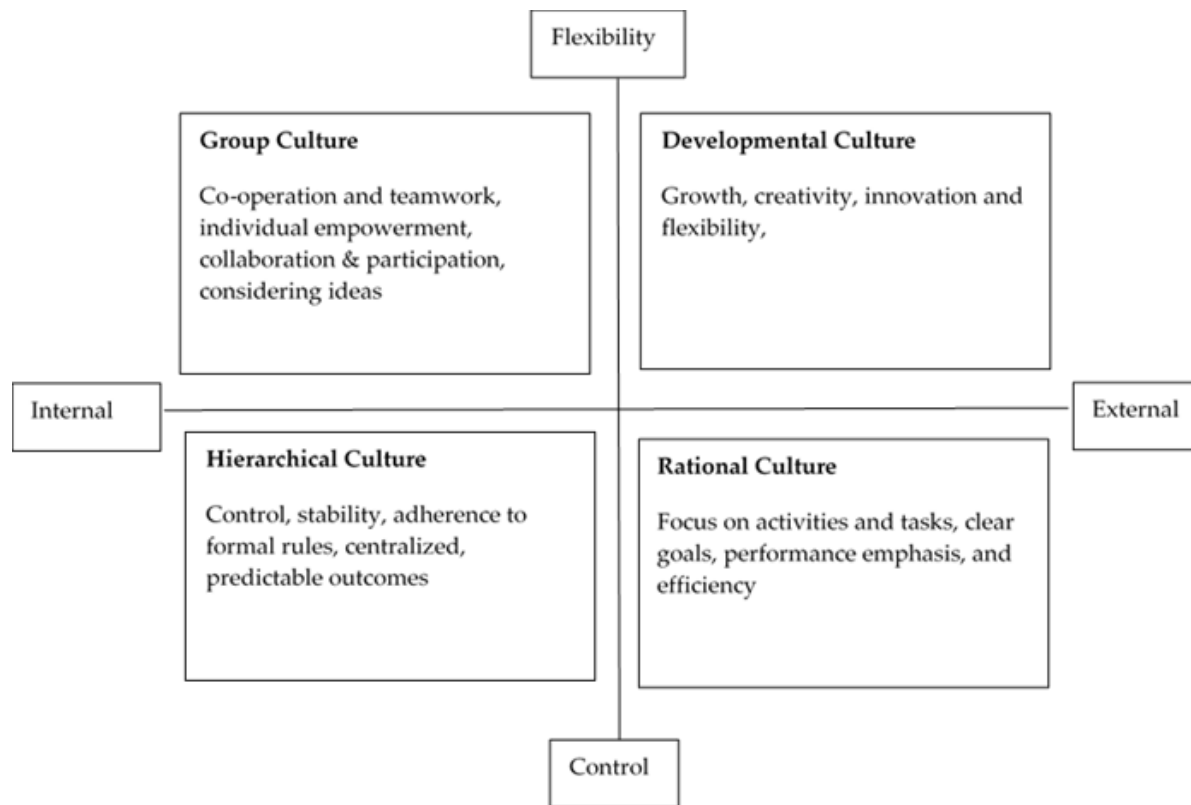 Flexibility
Group Culture
Co-operation and teamwork,
individual empowerment,
collaboration & participation,
considering ideas
Developmental Culture
Growth, creativity, innovation and
flexibility,
Internal
External
Hierarchical Culture
Control, stability, adherence to
formal rules, centralized,
predictable outcomes
Rational Culture
Focus on activities and tasks, clear
goals, performance emphasis, and
efficiency
Control